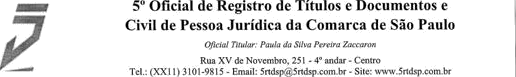 5º Oficial de Registro de Títulos e Documentos e
Civil de Pessoa Jurídica da Comarca de São Paulo
Oficial Titular: Paula da Silva Pereira Zaccaron
Rua XV de Novembro, 251 - 4º andar - Centro
Tel.: (XX11) 3101-9815 - Email: 5rtdsp@5rtdsp.com.br - Site: www.5rtdsp.com.br